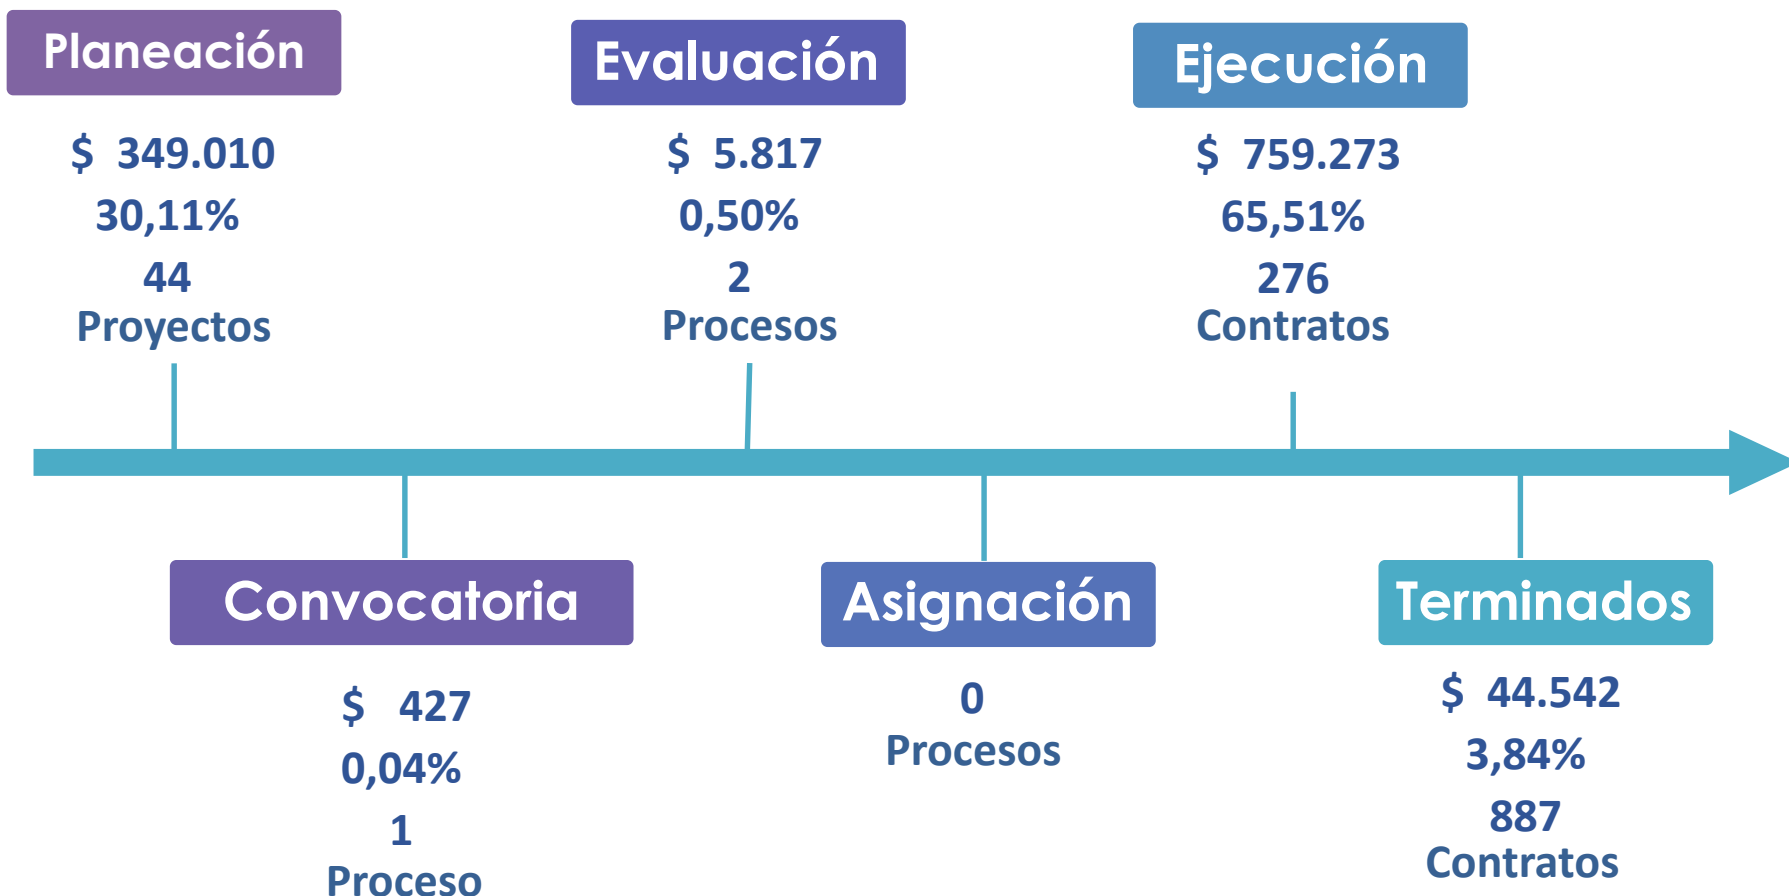 Planeación
$ 349.010
30,11%
44
Proyectos
Evaluación
$ 5.817
0,50%
2
Procesos
Ejecución
$ 759.273
65,51%
276
Contratos
Convocatoria
$ 427
0,04%
1
Proceso
Asignación
0
Procesos
Terminados
$ 44.542
3,84%
887
Contratos